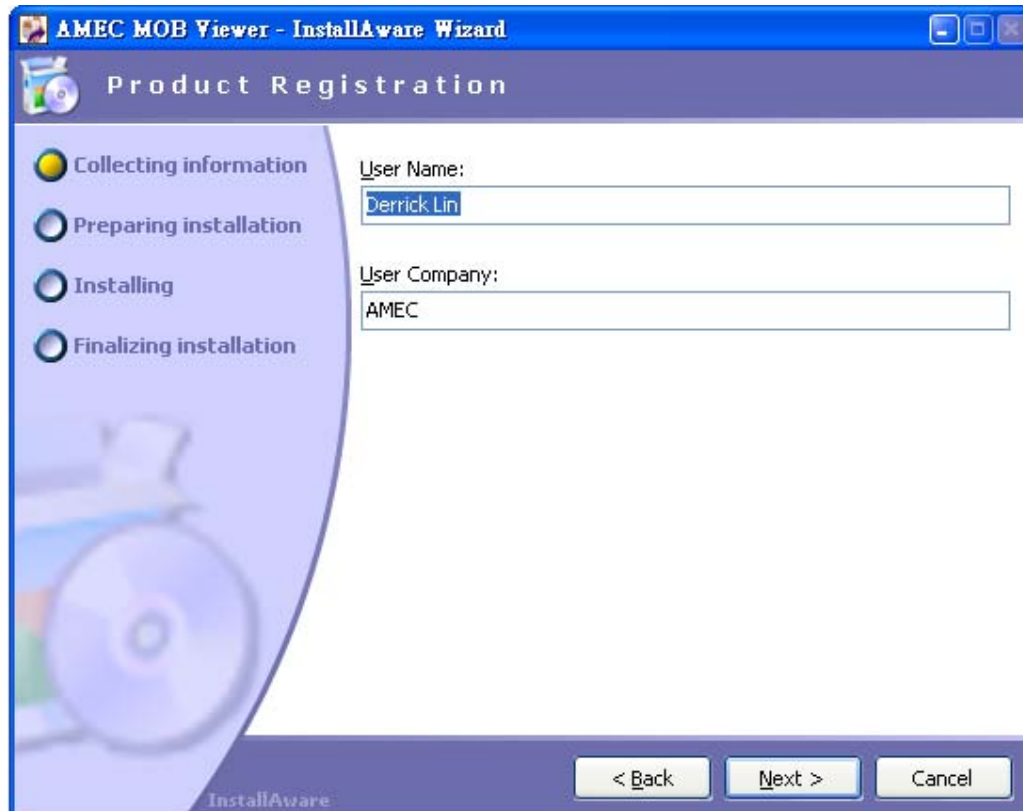 AMEC MOB Viewer - InstallAware Wizard
Product Registration
Collecting information
Preparing installation
Installing
Finalizing installation
User Name:
Derrick Lin
User Company:
AMEC
InstallAware
< Back
Next >
Cancel